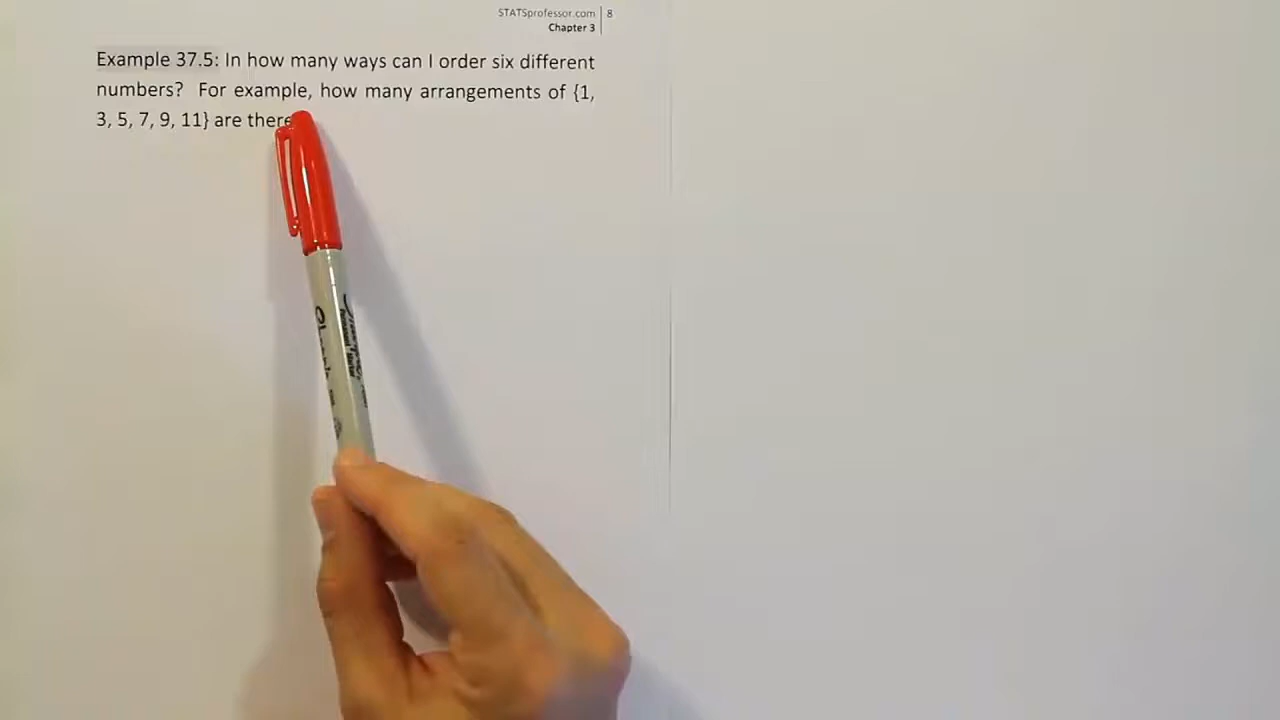 STATSprofessor.com | 8
Chapter 3
Example 37.5: In how many ways can I order six different
numbers? For example, how many arrangements of {1,
3, 5, 7, 9, 11} are there
Sharpie